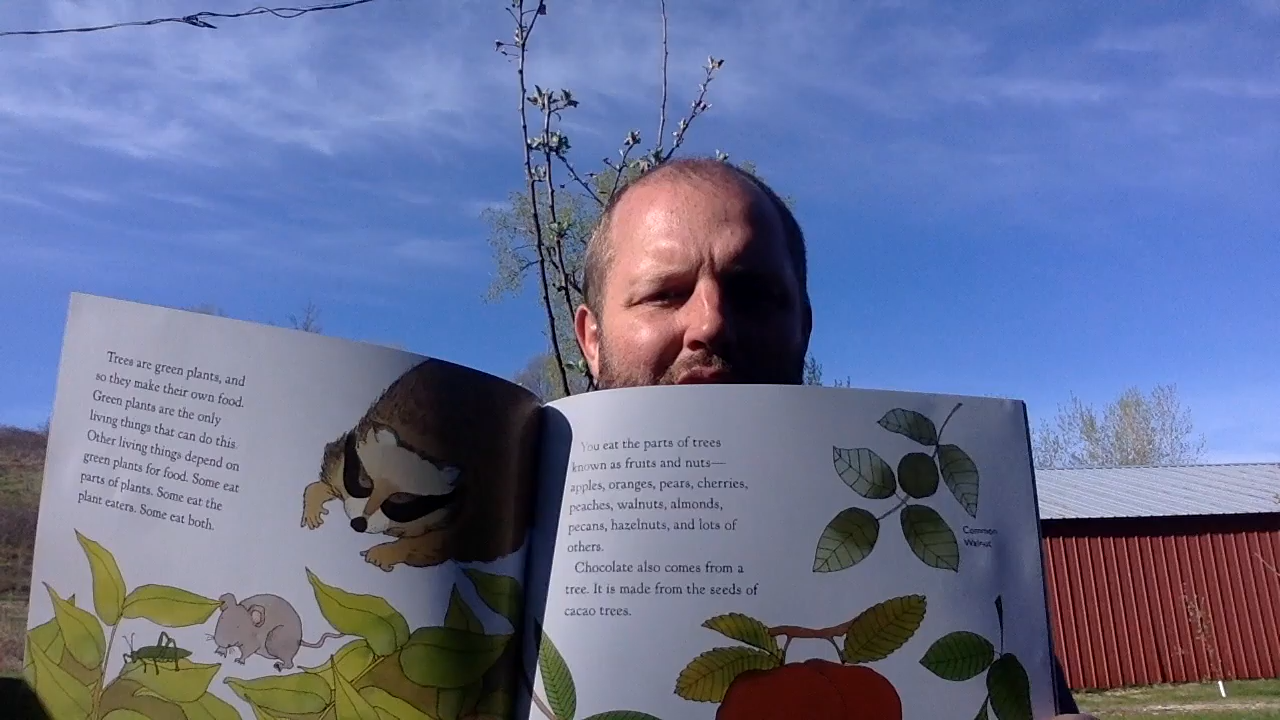 Trees are green plants, and
so they make their own food.
Green plants are the only
living things that can do this.
Other living things depend on
green plants for food. Some eat
parts of plants. Some eat the
plant eaters. Some eat both.
You eat the parts of trees
known as fruits and nuts—
apples, oranges, pears, cherries,
peaches, walnuts, almonds,
pecans, hazelnuts, and lots of
others.
Chocolate also comes from a
tree. It is made from the seeds of
cacao trees.
Common
Walnut